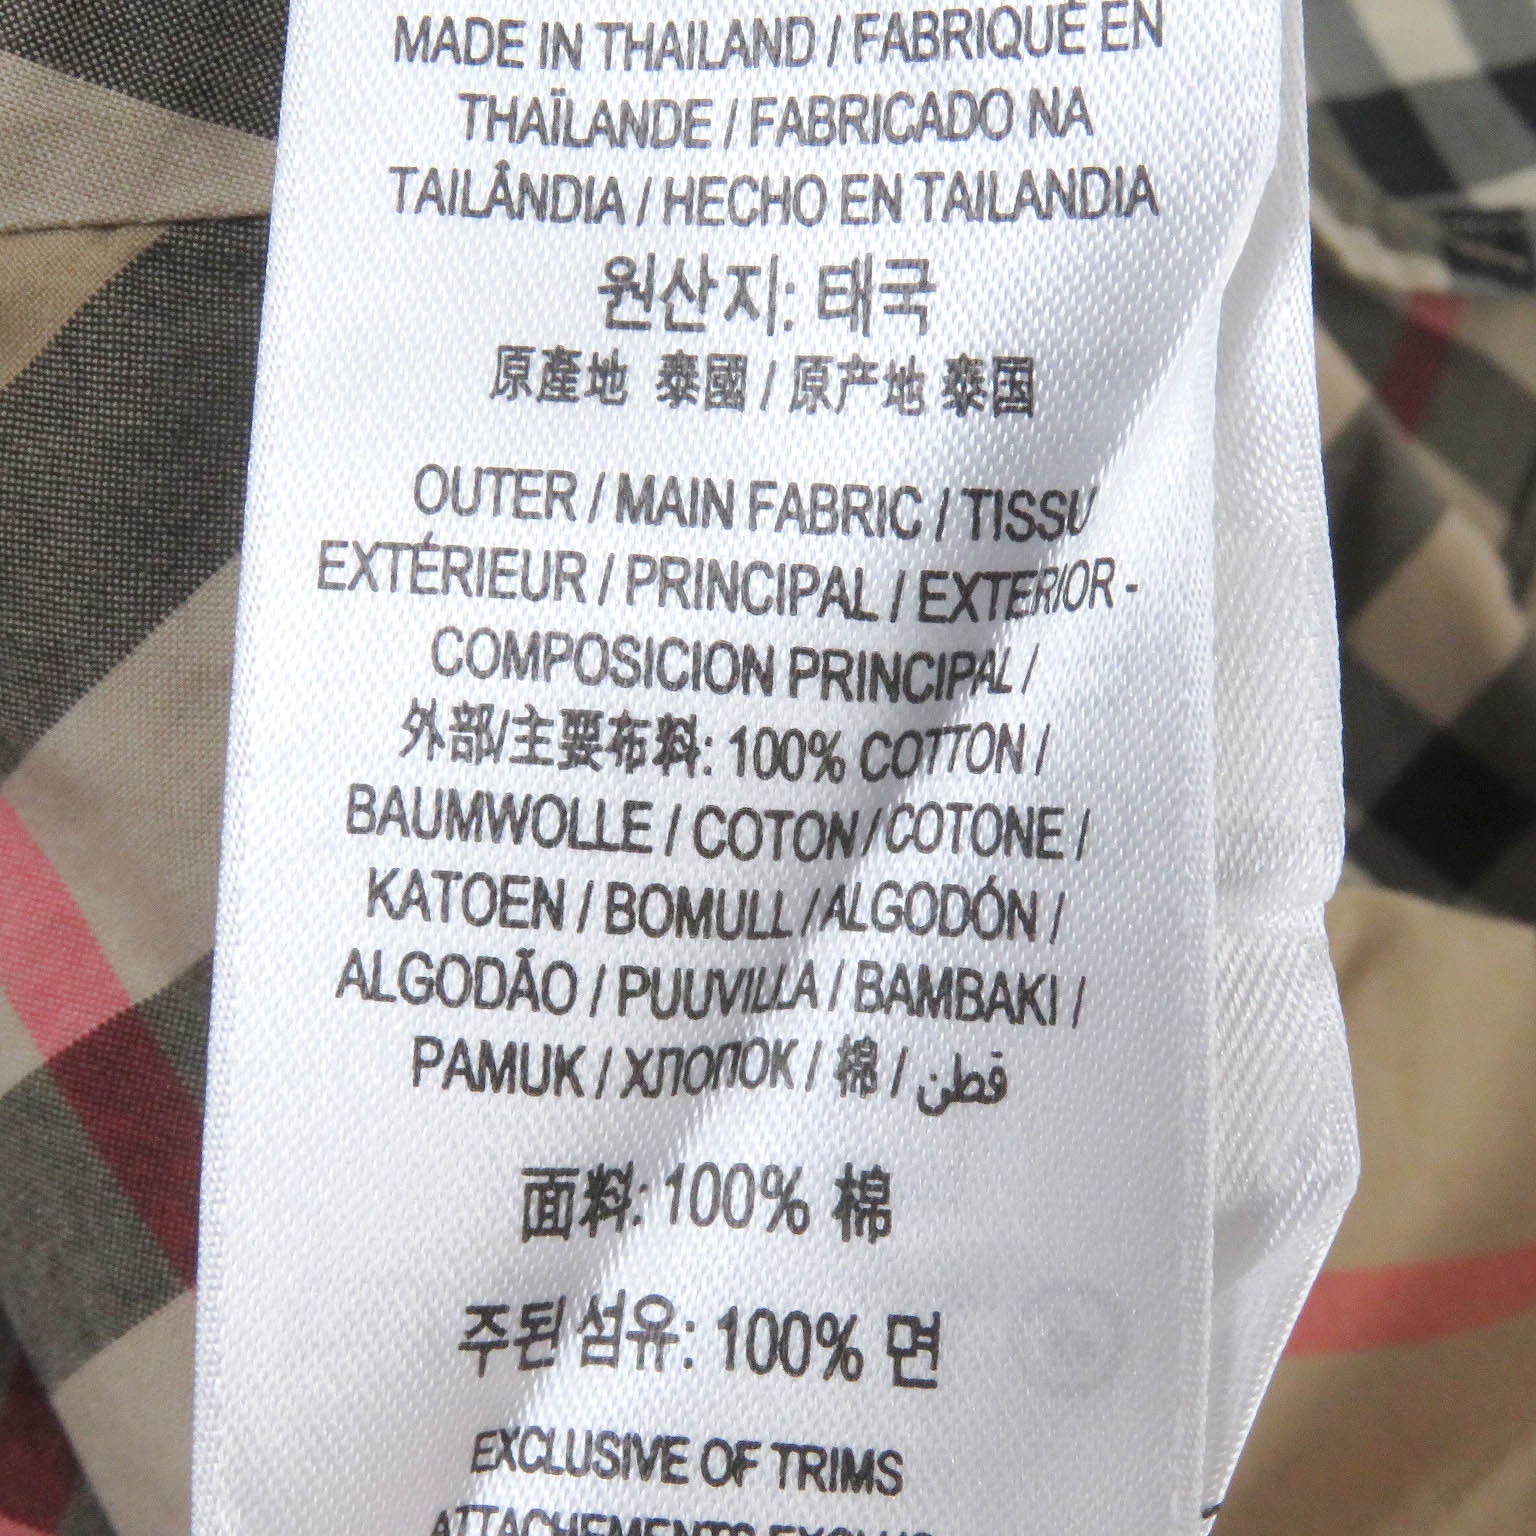 MADE IN THAILAND / FABRIQUÉ EN
THAÏLANDE / FABRICADO NA
TAILÂNDIA / HECHO EN TAILANDIA
원산지: 태국
原產地 泰國 / 原产地 泰国
OUTER / MAIN FABRIC / TISSU
EXTÉRIEUR / PRINCIPAL / EXTERIOR -
COMPOSICION PRINCIPAL /
外部/主要布料: 100% COTTON /
BAUMWOLLE / COTON / COTONE /
KATOEN / BOMULL / ALGODÓN /
ALGODÃO / PUUVILLA / BAMBAKI /
PAMUK / ХЛОПОК / 棉 / قطن
面料: 100% 棉
주된 섬유: 100% 면
EXCLUSIVE OF TRIMS
ATTACHEMENTS